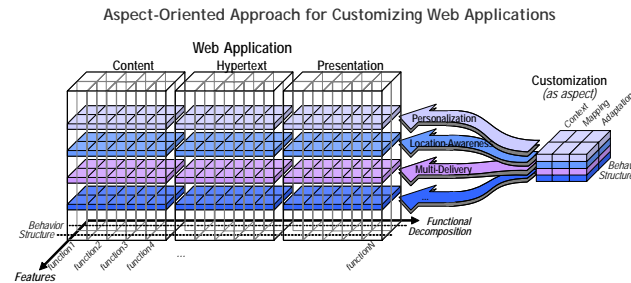 Aspect-Oriented Approach for Customizing Web Applications
Web Application
Content
Hypertext
Presentation
Customization
(as aspect)
Context
Mapping
Adaptation
Personalization
Location-Awareness
Multi-Delivery
...
Behavior
Structure
Behavior
Structure
Functional
Decomposition
Features
function1
function2
function3
function4
...
functionN